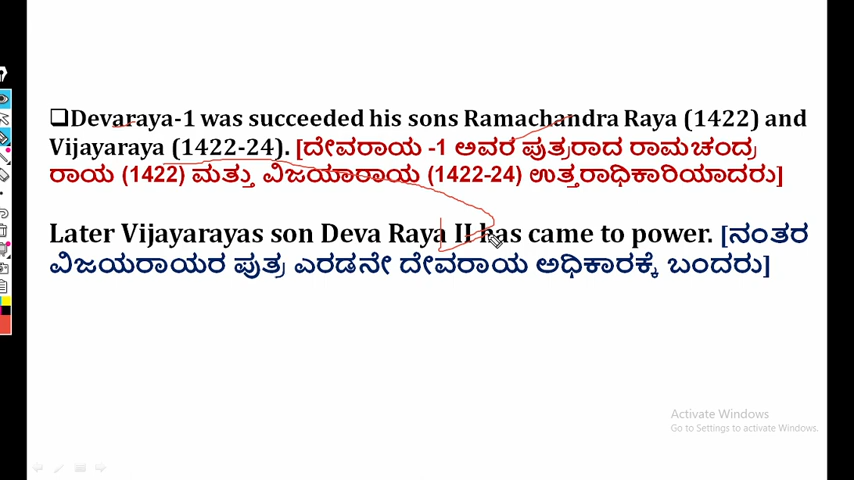 ❑Devaraya-1 was succeeded his sons Ramachandra Raya (1422) and
Vijayaraya (1422-24). [ದೇವರಾಯ -1 ಅವರ ಪುತ್ರರಾದ ರಾಮಚಂದ್ರ
ರಾಯ (1422) ಮತ್ತು ವಿಜಯಾರಾಯ (1422-24) ಉತ್ತರಾಧಿಕಾರಿಯಾದರು]
Later Vijayarayas son Deva Raya II has came to power. [ನಂತರ
ವಿಜಯರಾಯರ ಪುತ್ರ ಎರಡನೇ ದೇವರಾಯ ಅಧಿಕಾರಕ್ಕೆ ಬಂದರು]
Activate Windows
Go to Settings to activate Windows.